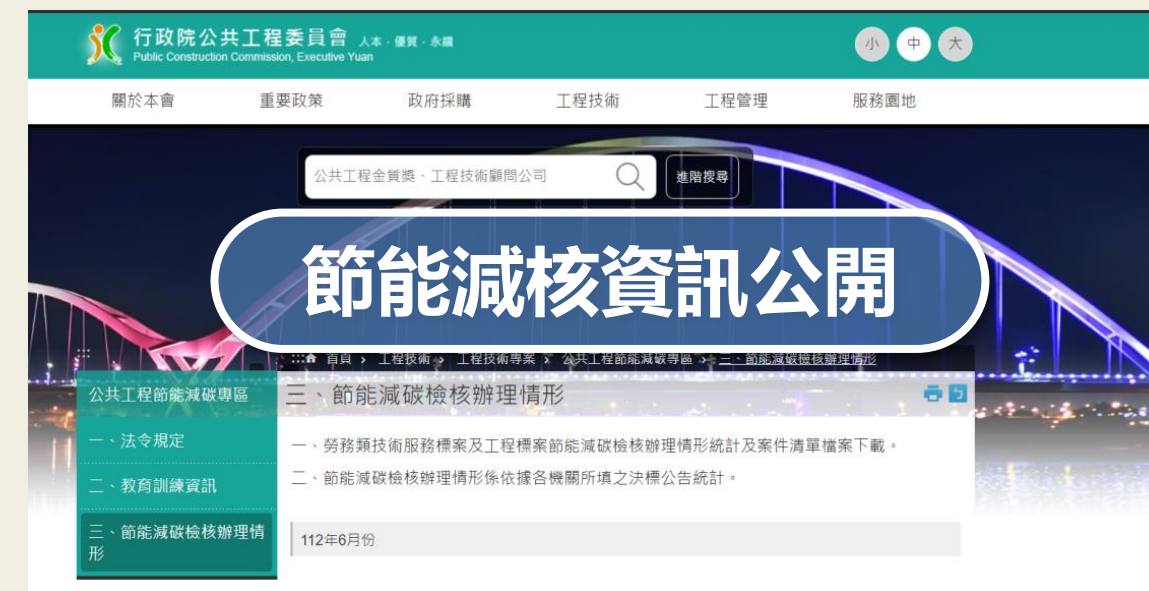 行政院公共工程委員會 人本‧優質‧永續
Public Construction Commission, Executive Yuan
小 中 大
關於本會 重要政策 政府採購 工程技術 工程管理 服務園地
公共工程金質獎、工程技術顧問公司 進階搜尋
節能減核資訊公開
:::
::: 首頁 › 工程技術 › 工程技術專案 › 公共工程節能減碳專區 › 三、節能減碳檢核辦理情形
公共工程節能減碳專區
一、法令規定
二、教育訓練資訊
三、節能減碳檢核辦理情
形
三、節能減碳檢核辦理情形
一、勞務類技術服務標案及工程標案節能減碳檢核辦理情形統計及案件清單檔案下載。
二、節能減碳檢核辦理情形係依據各機關所填之決標公告統計。
112年6月份